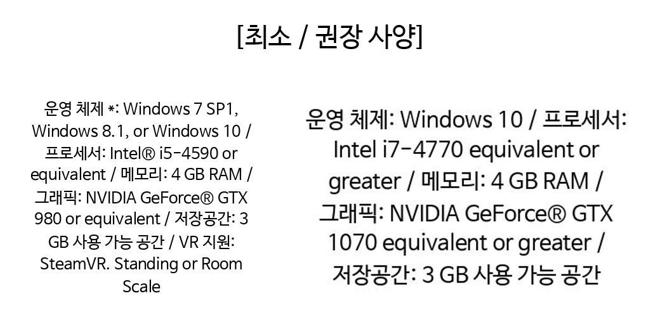 [최소 / 권장 사양]
운영 체제 *: Windows 7 SP1,
Windows 8.1, or Windows 10 /
프로세서: Intel® i5-4590 or
equivalent / 메모리: 4 GB RAM /
그래픽: NVIDIA GeForce® GTX
980 or equivalent / 저장공간: 3
GB 사용 가능 공간 / VR 지원:
SteamVR. Standing or Room
Scale
운영 체제: Windows 10 / 프로세서:
Intel i7-4770 equivalent or
greater / 메모리: 4 GB RAM /
그래픽: NVIDIA GeForce® GTX
1070 equivalent or greater /
저장공간: 3 GB 사용 가능 공간